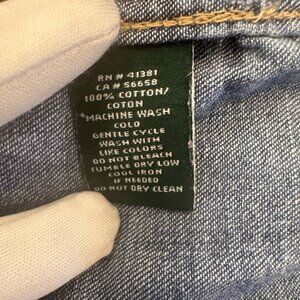 RN # 41381
CA # 56658
100% COTTON/
COTON
*MACHINE WASH
COLD
GENTLE CYCLE
WASH WITH
LIKE COLORS
DO NOT BLEACH
TUMBLE DRY LOW
COOL IRON
IF NEEDED
DO NOT DRY CLEAN